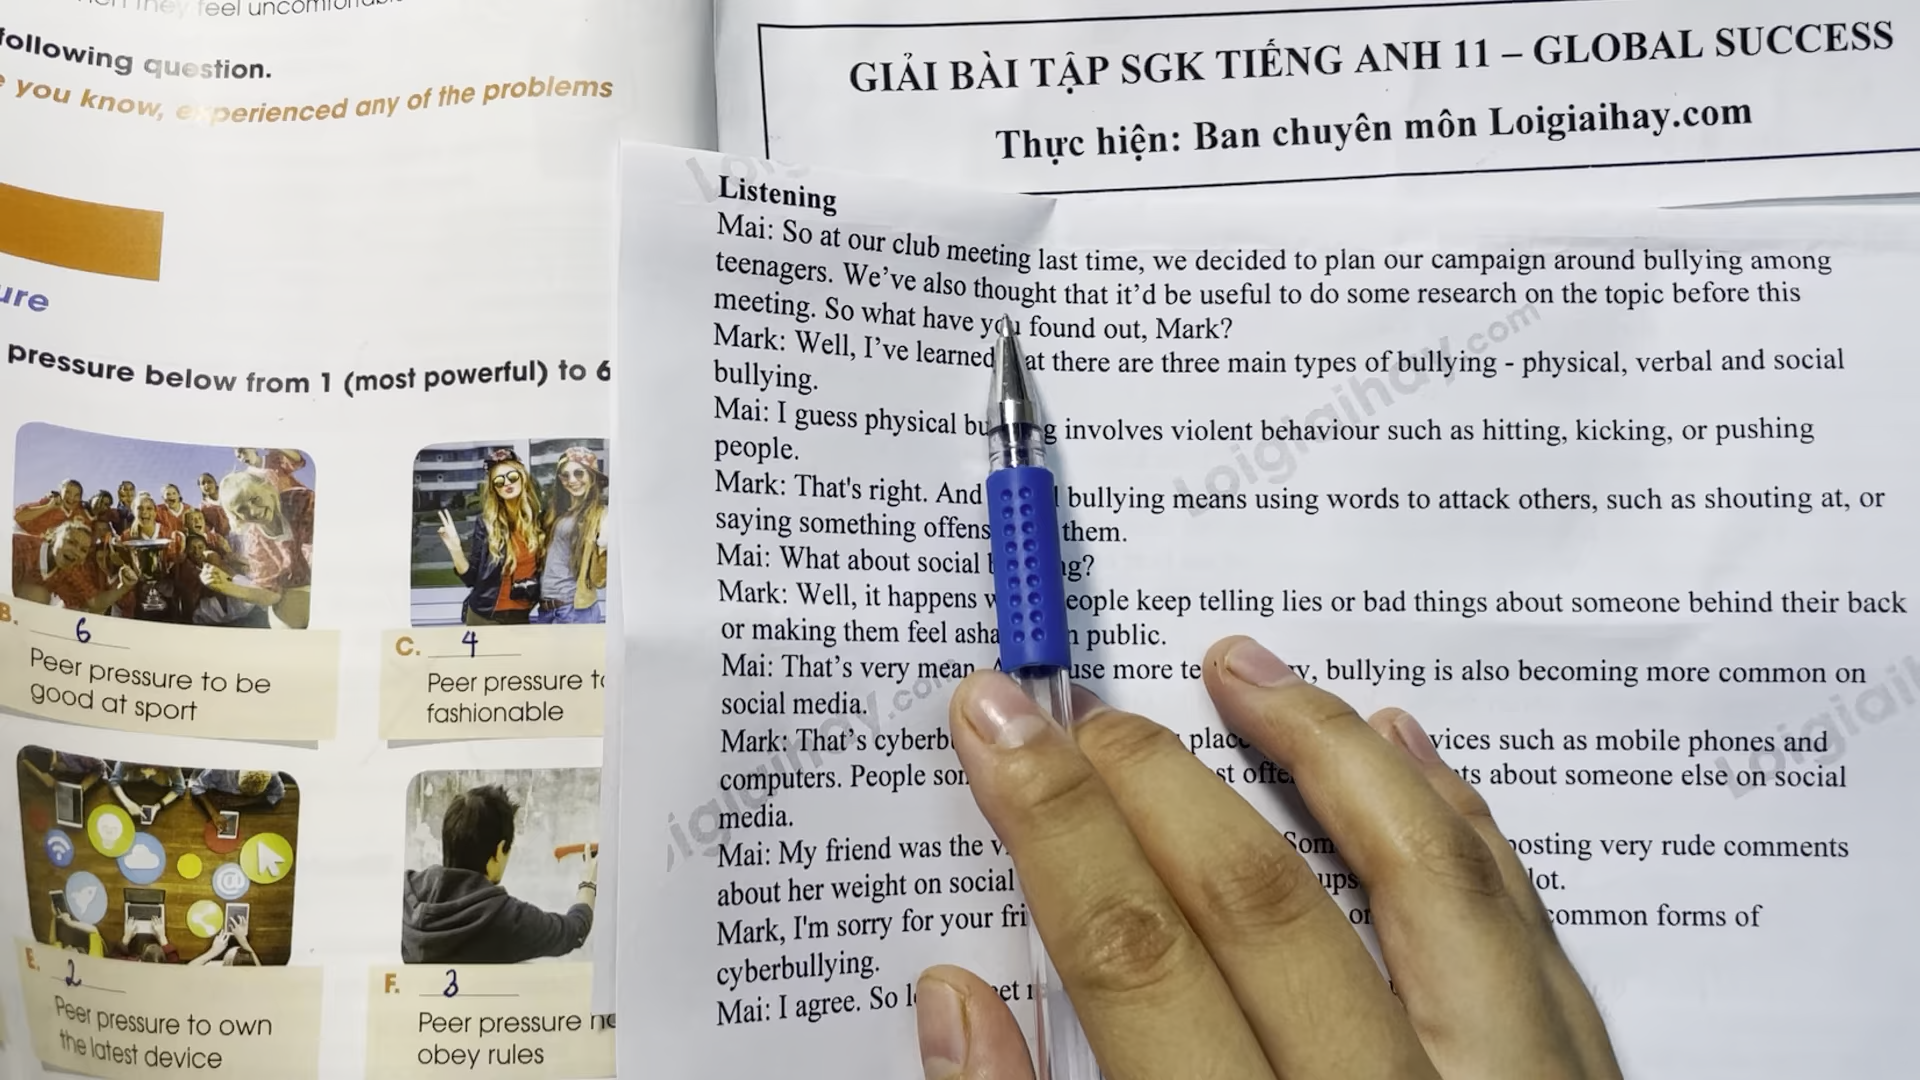 they feel uncomfortab
following question.
you know, experienced any of the problems
ure
pressure below from 1 (most powerful) to 6
B. 6
Peer pressure to be
good at sport
C. 4
Peer pressure to
fashionable
E. 2
Peer pressure to own
the latest device
F. 3
Peer pressure
obey rules
GIẢI BÀI TẬP SGK TIẾNG ANH 11 – GLOBAL SUCCESS
Thực hiện: Ban chuyên môn Loigiaihay.com
Listening
Mai: So at our club meeting last time, we decided to plan our campaign around bullying among
teenagers. We've also thought that it'd be useful to do some research on the topic before this
meeting. So what have you found out, Mark?
Mark: Well, I've learned at there are three main types of bullying - physical, verbal and social
bullying.
Mai: I guess physical bu g involves violent behaviour such as hitting, kicking, or pushing
people.
Mark: That's right. And l bullying means using words to attack others, such as shouting at, or
saying something offens them.
Mai: What about social ng?
Mark: Well, it happens eople keep telling lies or bad things about someone behind their back
or making them feel asha n public.
Mai: That's very mean use more te y, bullying is also becoming more common on
social media.
Mark: That's cyberb place vices such as mobile phones and
computers. People som st offe ts about someone else on social
media.
Mai: My friend was the v Som posting very rude comments
about her weight on social ups lot.
Mark, I'm sorry for your fri or common forms of
cyberbullying.
Mai: I agree. So l et
Loigiaihay.com
Loigiaihay.com